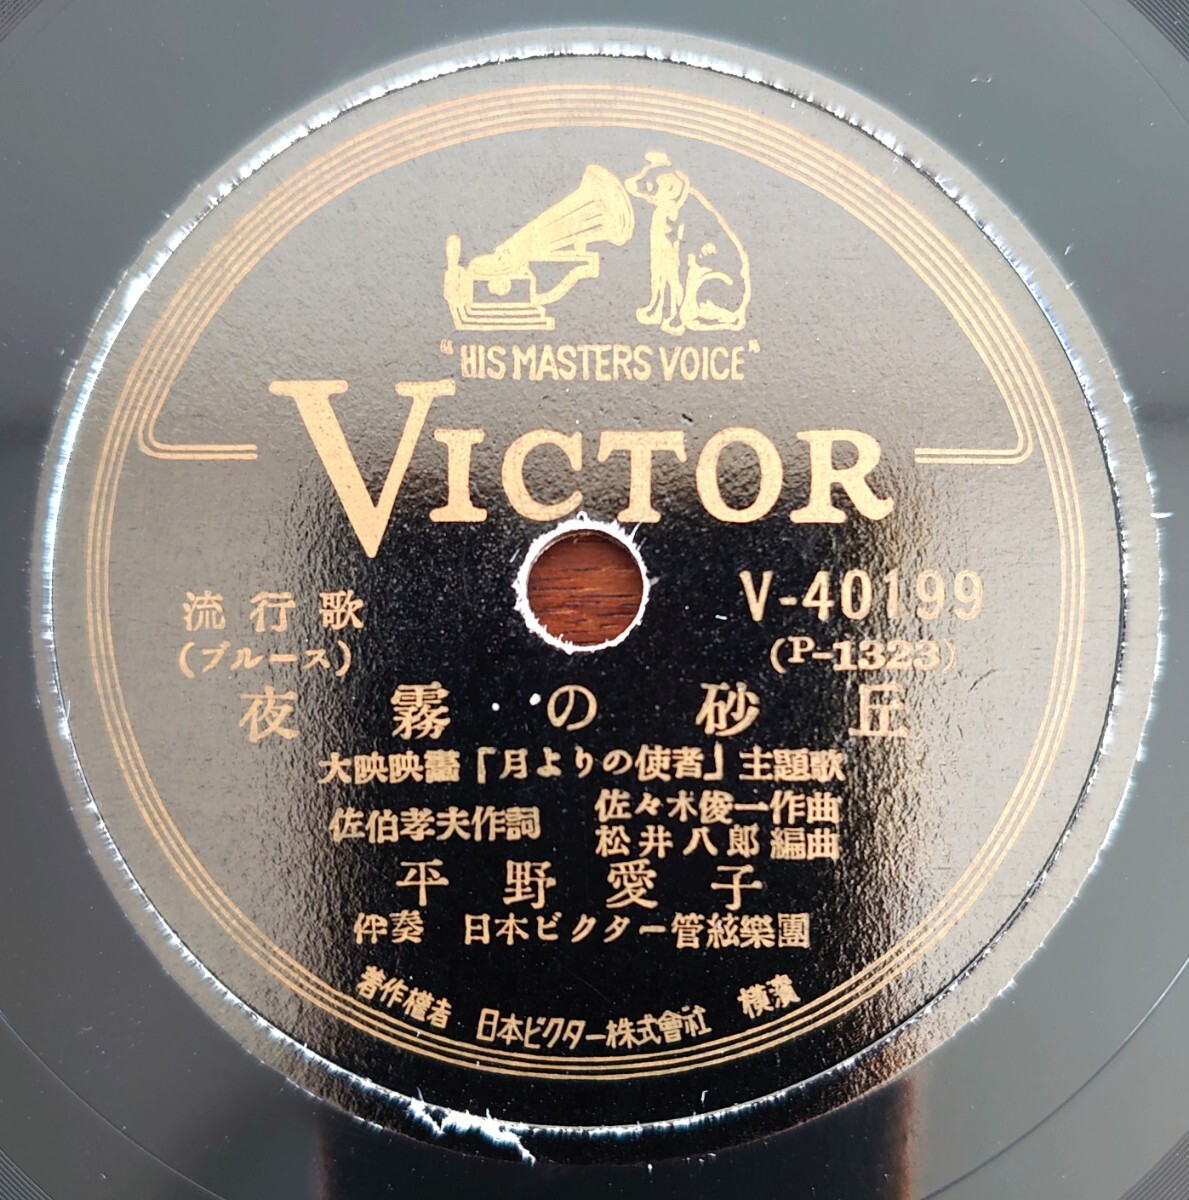 "HIS MASTERS VOICE"
VICTOR
流行歌
(ブルース)
V-40199
(P-1323)
夜霧の砂丘
大映映畫「月よりの使者」主題歌
佐伯孝夫作詞
佐々木俊一作曲
松井八郎編曲
平野愛子
伴奏 日本ビクター管絃樂團
著作權者 日本ビクター株式會社 横濱